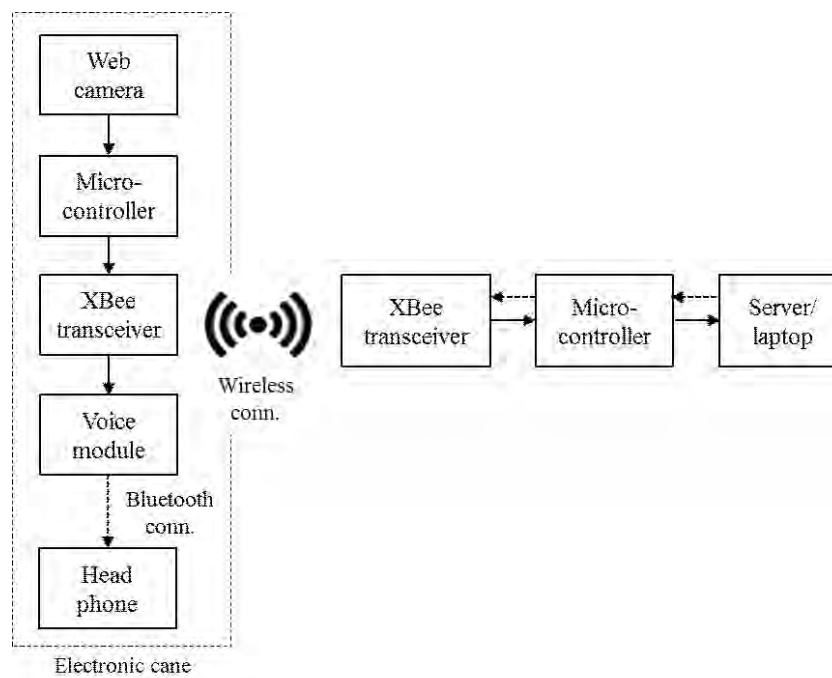 Web
camera
Micro-
controller
XBee
transceiver
Voice
module
Bluetooth
conn.
Head
phone
Electronic cane
Wireless
conn.
XBee
transceiver
Micro-
controller
Server/
laptop